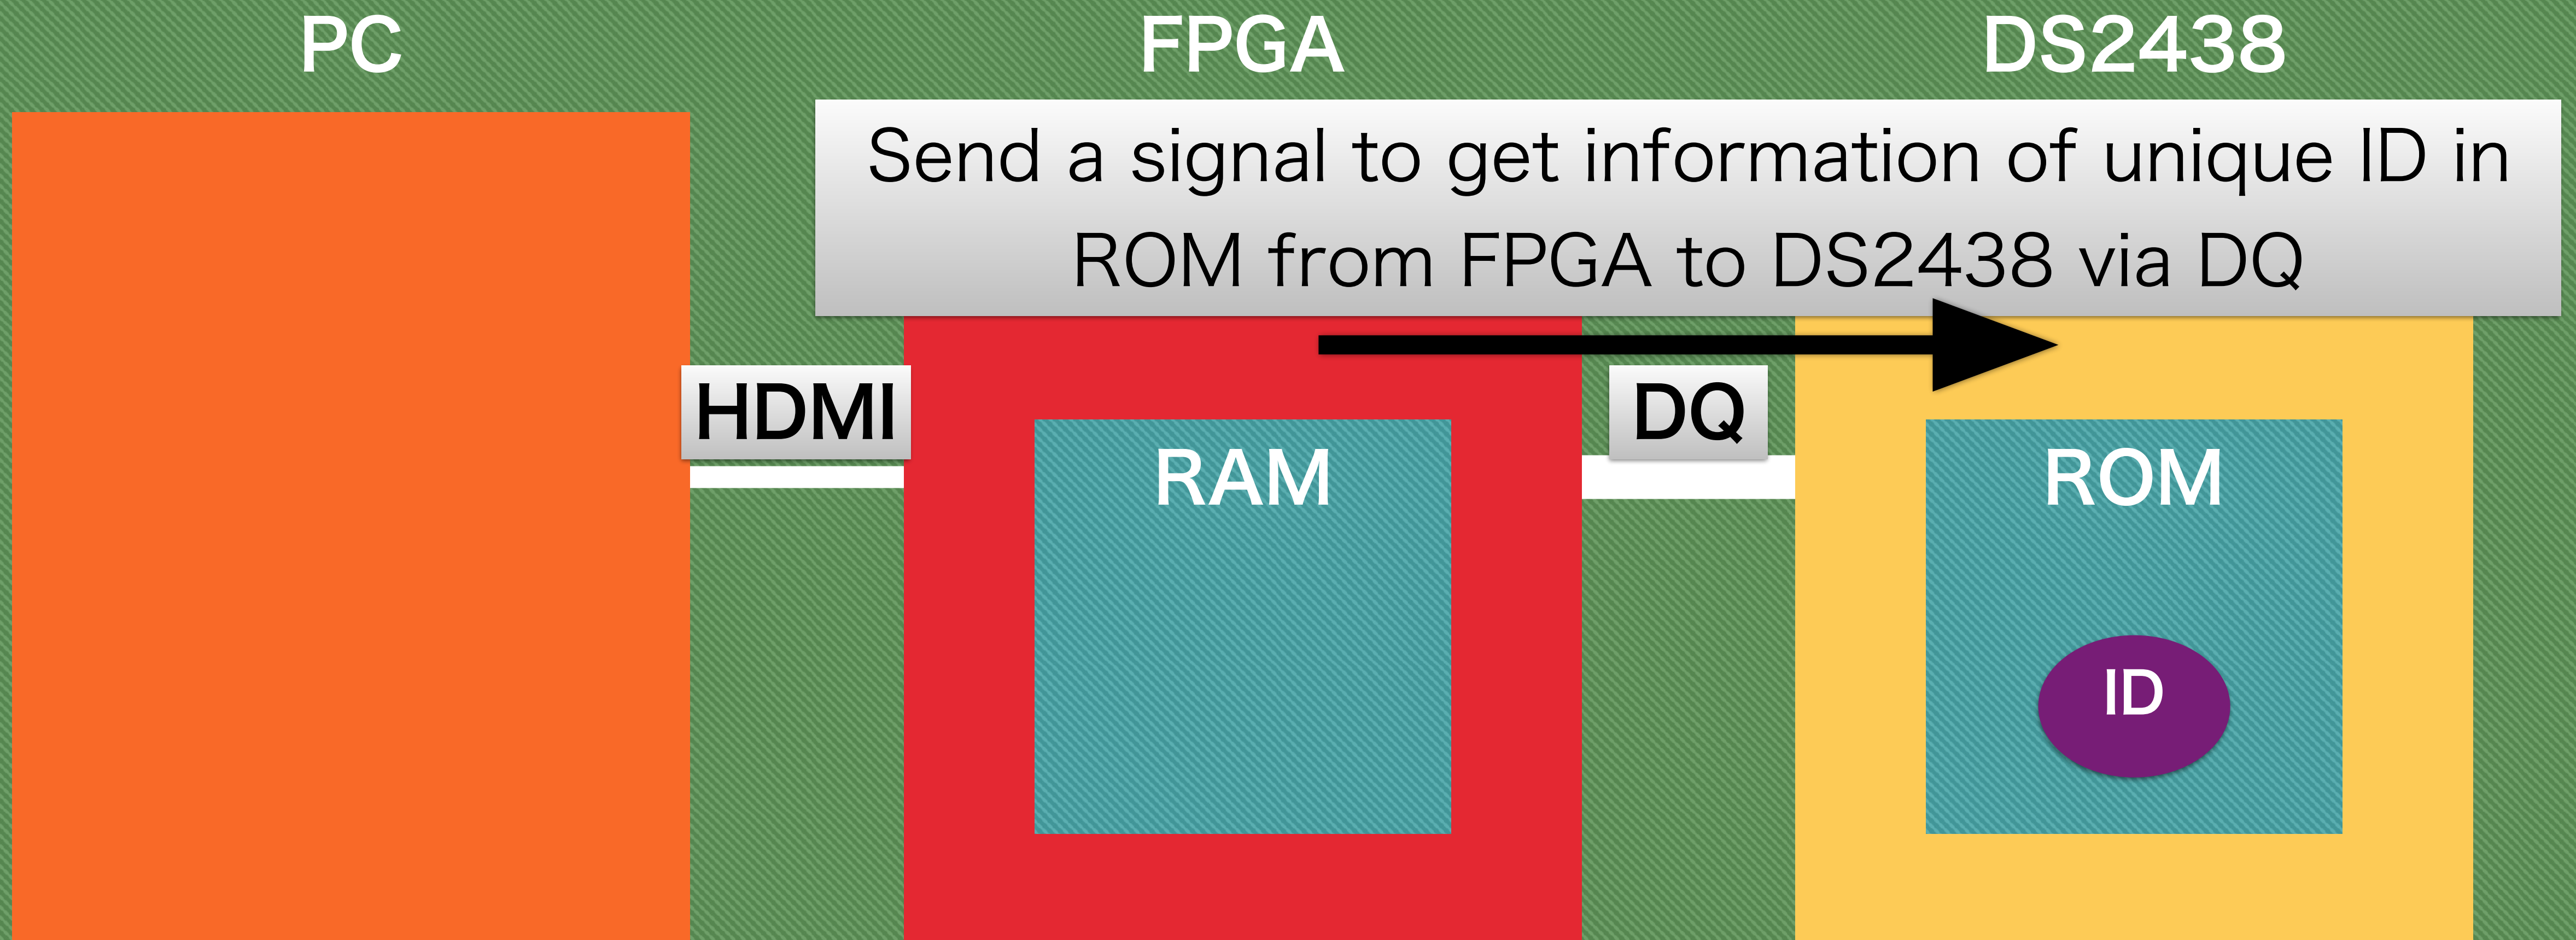 PC
FPGA
DS2438
Send a signal to get information of unique ID in
ROM from FPGA to DS2438 via DQ
HDMI
DQ
RAM
ROM
ID